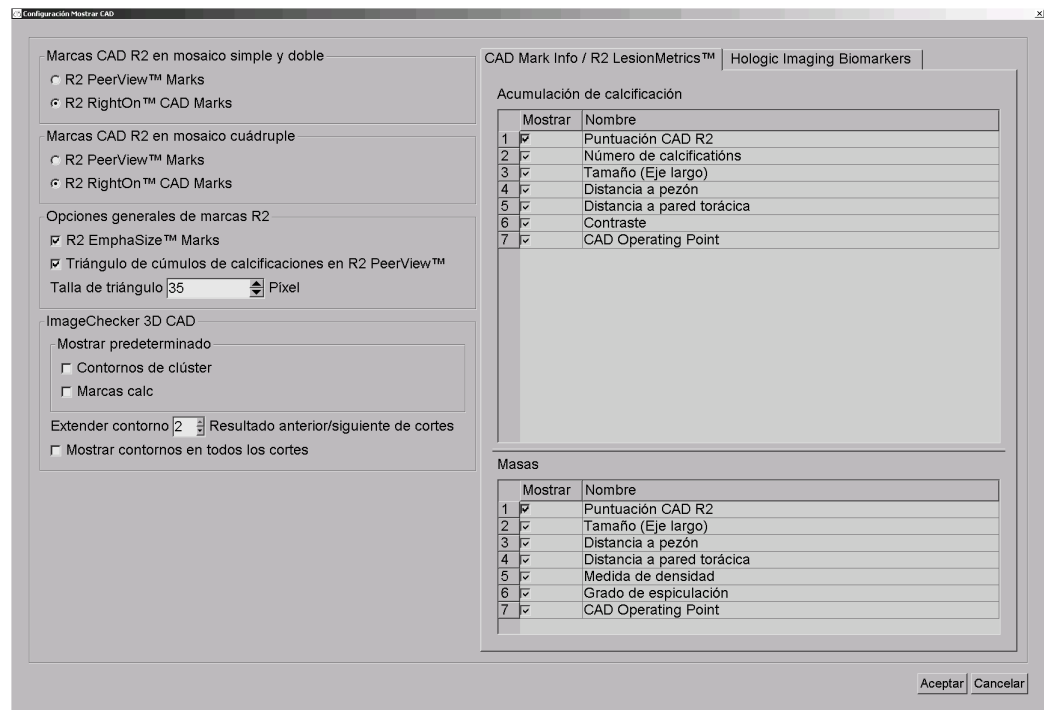 Configuración Mostrar CAD
Marcas CAD R2 en mosaico simple y doble
R2 PeerView™ Marks
R2 RightOn™ CAD Marks
Marcas CAD R2 en mosaico cuádruple
R2 PeerView™ Marks
R2 RightOn™ CAD Marks
Opciones generales de marcas R2
R2 EmphaSize™ Marks
Triángulo de cúmulos de calcificaciones en R2 PeerView™
Talla de triángulo 35 Píxel
ImageChecker 3D CAD
Mostrar predeterminado
Contornos de clúster
Marcas calc
Extender contorno 2 Resultado anterior/siguiente de cortes
Mostrar contornos en todos los cortes
CAD Mark Info / R2 LesionMetrics™ Hologic Imaging Biomarkers
Acumulación de calcificación
Mostrar Nombre
1 Puntuación CAD R2
2 Número de calcificatións
3 Tamaño (Eje largo)
4 Distancia a pezón
5 Distancia a pared torácica
6 Contraste
7 CAD Operating Point
Masas
Mostrar Nombre
1 Puntuación CAD R2
2 Tamaño (Eje largo)
3 Distancia a pezón
4 Distancia a pared torácica
5 Medida de densidad
6 Grado de espiculación
7 CAD Operating Point
Aceptar Cancelar